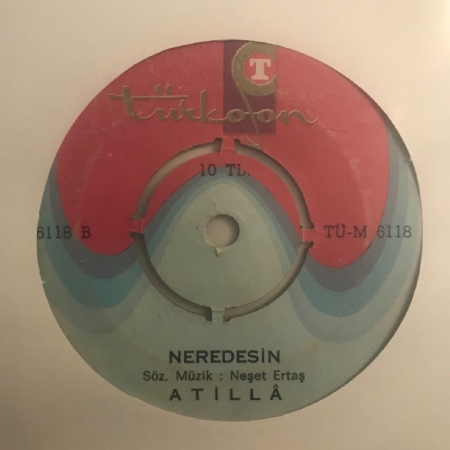 T
türkofon
10 TL.
6118 B
TÜ-M 6118
NEREDESİN
Söz, Müzik : Neşet Ertaş
ATİLLÂ